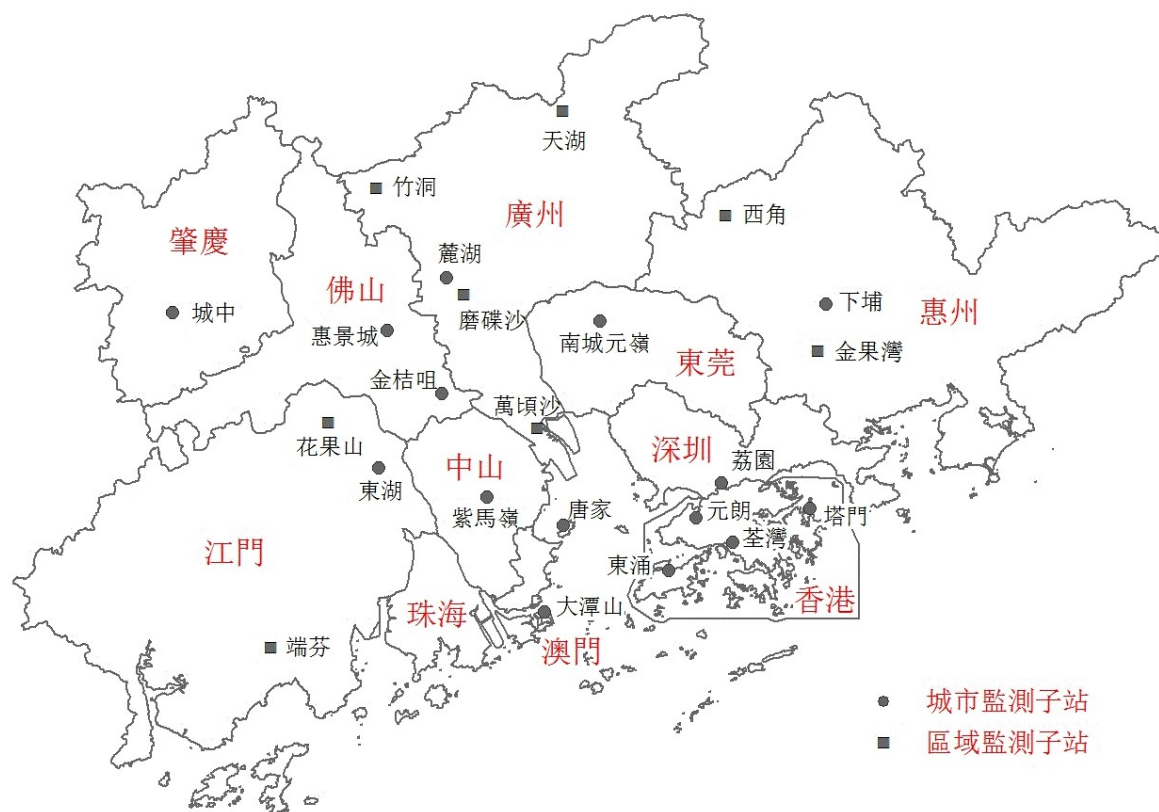 天湖
竹洞
廣州
西角
肇慶
麓湖
佛山
磨碟沙
下埔
城中
惠州
惠景城
南城元嶺
金果灣
東莞
金桔咀
萬頃沙
花果山
深圳
中山
荔園
東湖
紫馬嶺
唐家
元朗
塔門
荃灣
江門
東涌
香港
珠海
大潭山
端芬
澳門
城市監測子站
區域監測子站